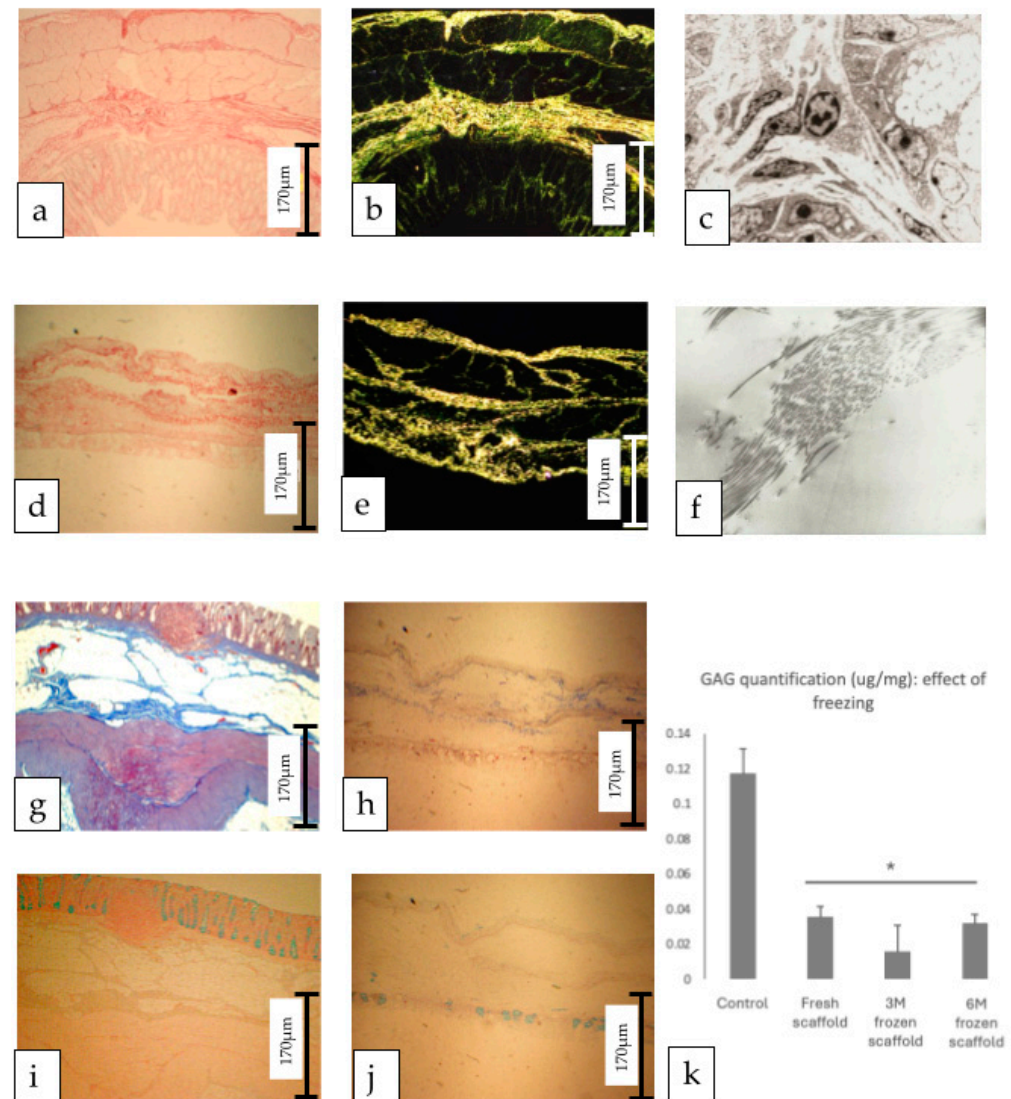 170μm
a
170μm
b
c
170μm
d
170μm
e
f
170μm
g
170μm
h
GAG quantification (ug/mg): effect of
freezing
0.14
0.12
0.1
0.08
0.06
0.04
0.02
0
*
Control
Fresh
scaffold
3M
frozen
scaffold
6M
frozen
scaffold
170μm
i
170μm
j
k